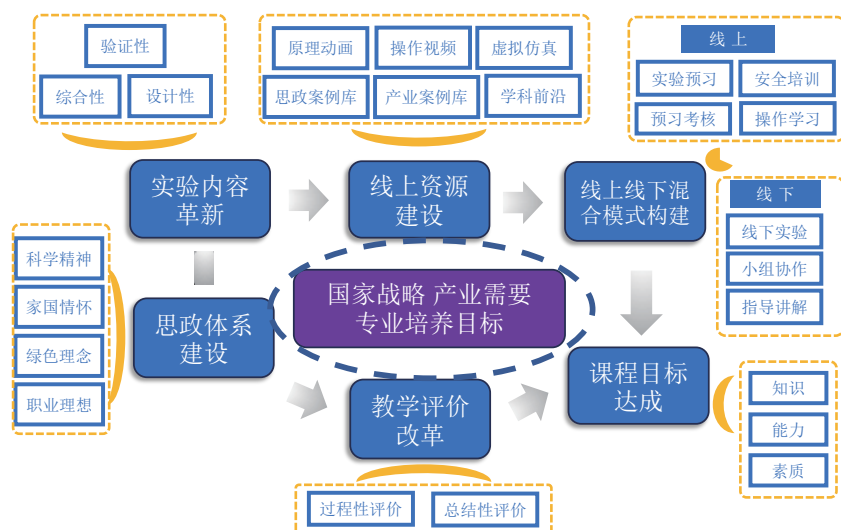 验证性
综合性
设计性
原理动画
操作视频
虚拟仿真
思政案例库
产业案例库
学科前沿
线上
实验预习
安全培训
预习考核
操作学习
实验内容
革新
线上资源
建设
线上线下混
合模式构建
线下
线下实验
小组协作
指导讲解
科学精神
家国情怀
绿色理念
职业理想
思政体系
建设
国家战略 产业需要
专业培养目标
教学评价
改革
课程目标
达成
知识
能力
素质
过程性评价
总结性评价